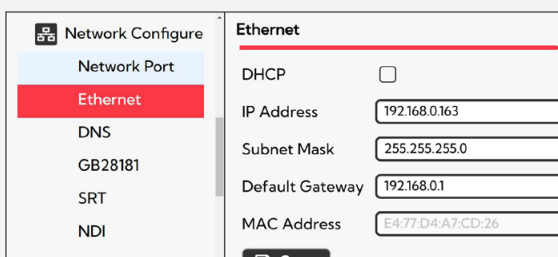 Network Configure
Network Port
Ethernet
DNS
GB28181
SRT
NDI
Ethernet
DHCP
IP Address 192.168.0.163
Subnet Mask 255.255.255.0
Default Gateway 192.168.0.1
MAC Address E4:77:D4:A7:CD:26